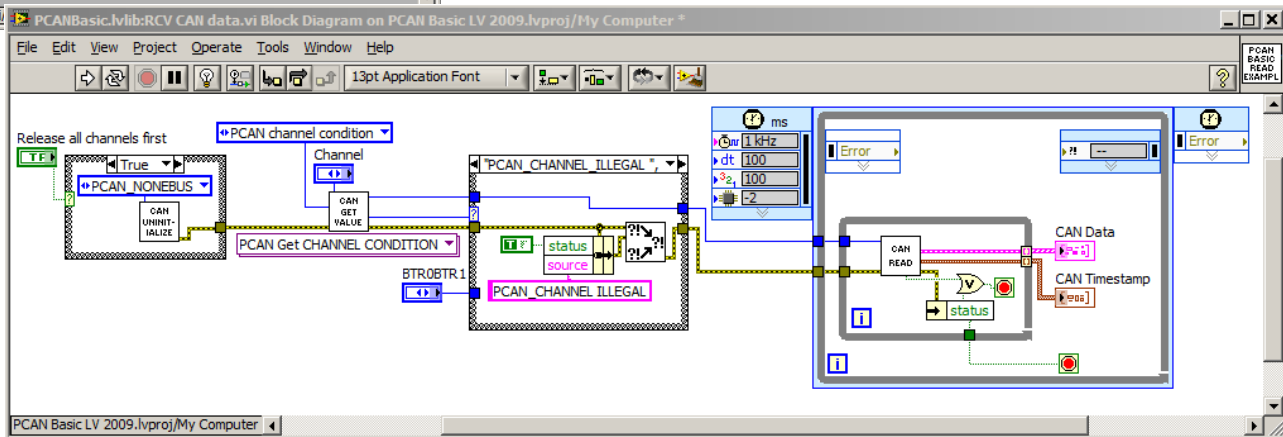 PCANBasic.lvlib:RCV CAN data.vi Block Diagram on PCAN Basic LV 2009.lvproj/My Computer *
File Edit View Project Operate Tools Window Help
13pt Application Font
PCAN
BASIC
READ
EXAMPL
Release all channels first
TF
True
PCAN_NONEBUS
CAN
UNINIT-
IALIZE
PCAN channel condition
Channel
CAN
GET
VALUE
PCAN Get CHANNEL CONDITION
BTR0BTR1
"PCAN_CHANNEL_ILLEGAL ",
status
source
PCAN_CHANNEL ILLEGAL
ms
1 kHz
dt 100
100
-2
Error
?! --
Error
CAN
READ
status
i
i
CAN Data
CAN Timestamp
PCAN Basic LV 2009.lvproj/My Computer